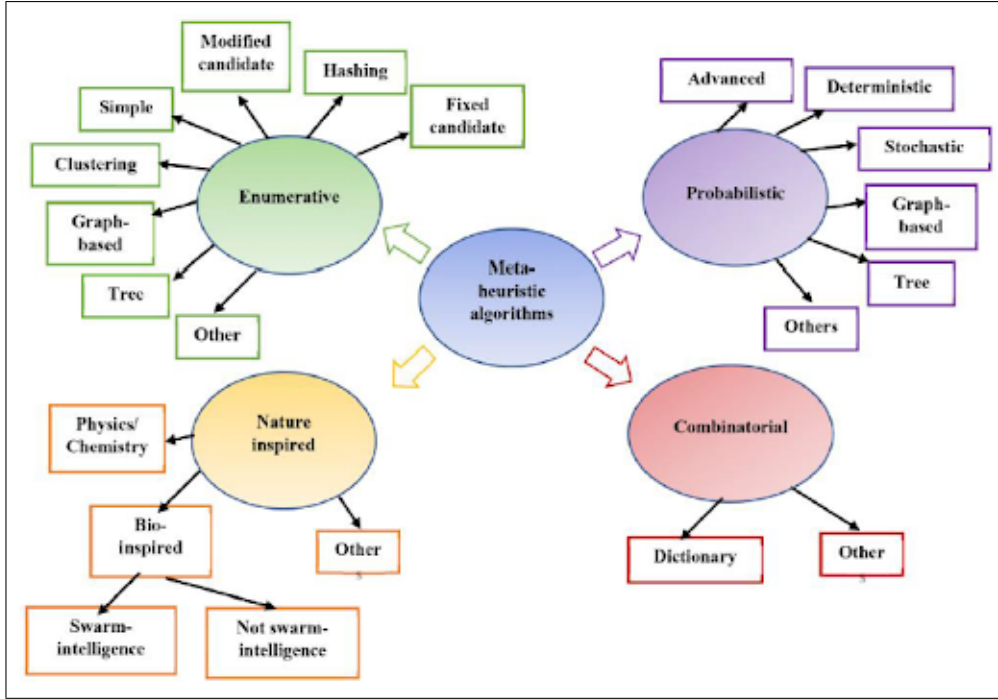 Modified
candidate
Hashing
Simple
Fixed
candidate
Clustering
Enumerative
Graph-
based
Tree
Other
Advanced
Deterministic
Stochastic
Probabilistic
Graph-
based
Tree
Others
Meta-
heuristic
algorithms
Physics/
Chemistry
Nature
inspired
Bio-
inspired
Other
s
Swarm-
intelligence
Not swarm-
intelligence
Combinatorial
Dictionary
Other
s